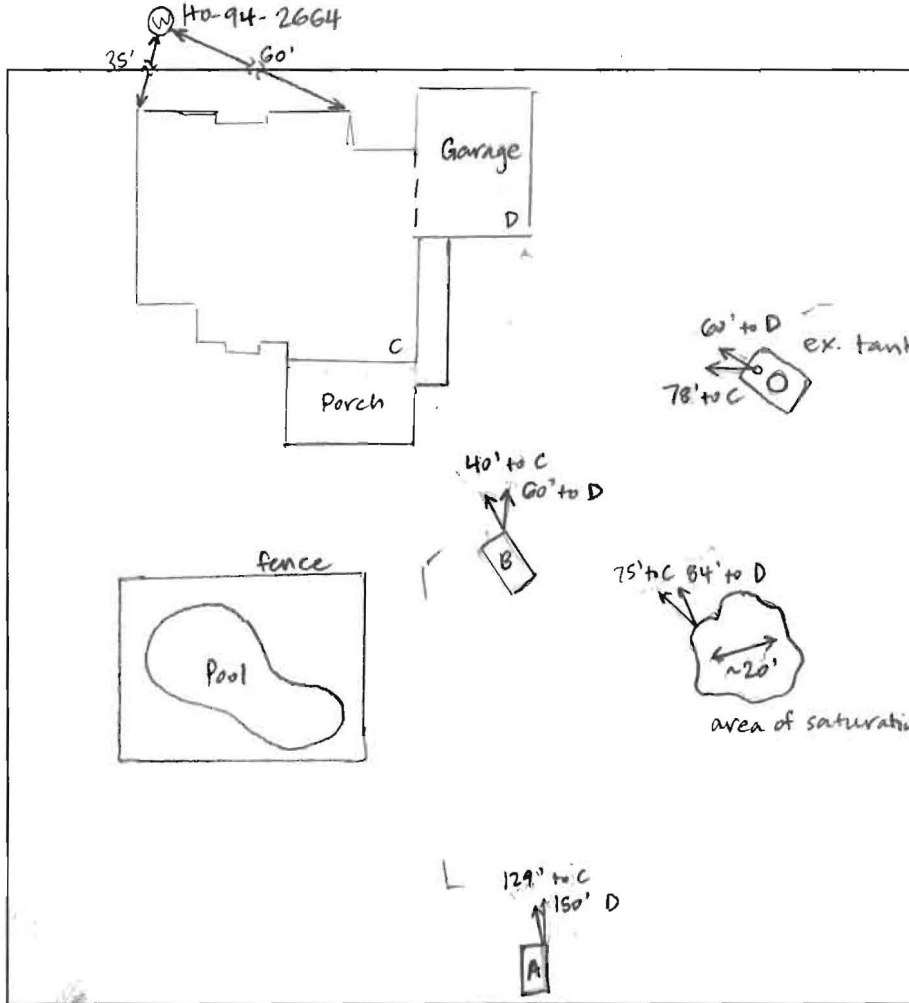 W HO-94-2664
35' 60'
Garage
D
C
Porch
60' to D
ex. tank
78' to C
40' to C
60' to D
B
fence
Pool
75' to C 84' to D
~20'
area of saturatio
129' to C
150' D
A